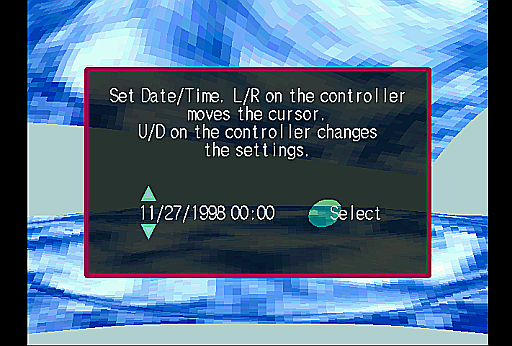 Set Date/Time. L/R on the controller
moves the cursor.
U/D on the controller changes
the settings.
11/27/1998 00:00 Select